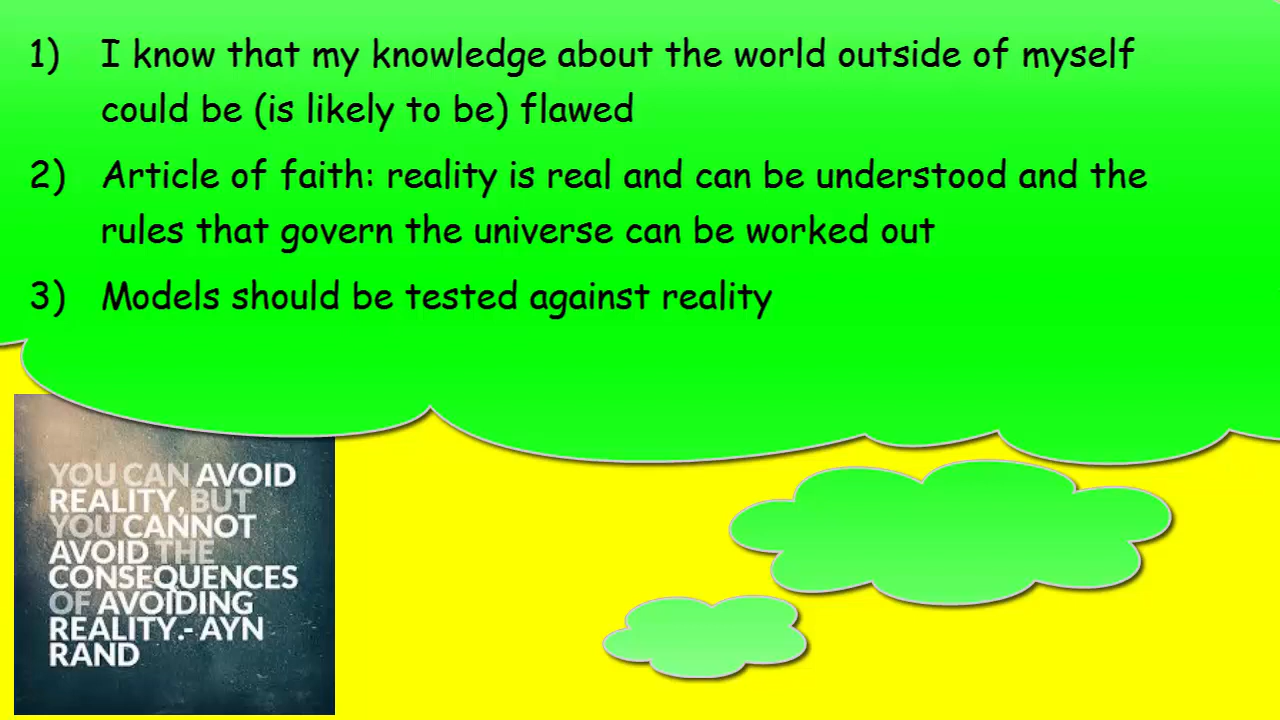 1) I know that my knowledge about the world outside of myself
could be (is likely to be) flawed
2) Article of faith: reality is real and can be understood and the
rules that govern the universe can be worked out
3) Models should be tested against reality
YOU CAN AVOID
REALITY, BUT
YOU CANNOT
AVOID THE
CONSEQUENCES
OF AVOIDING
REALITY.- AYN
RAND